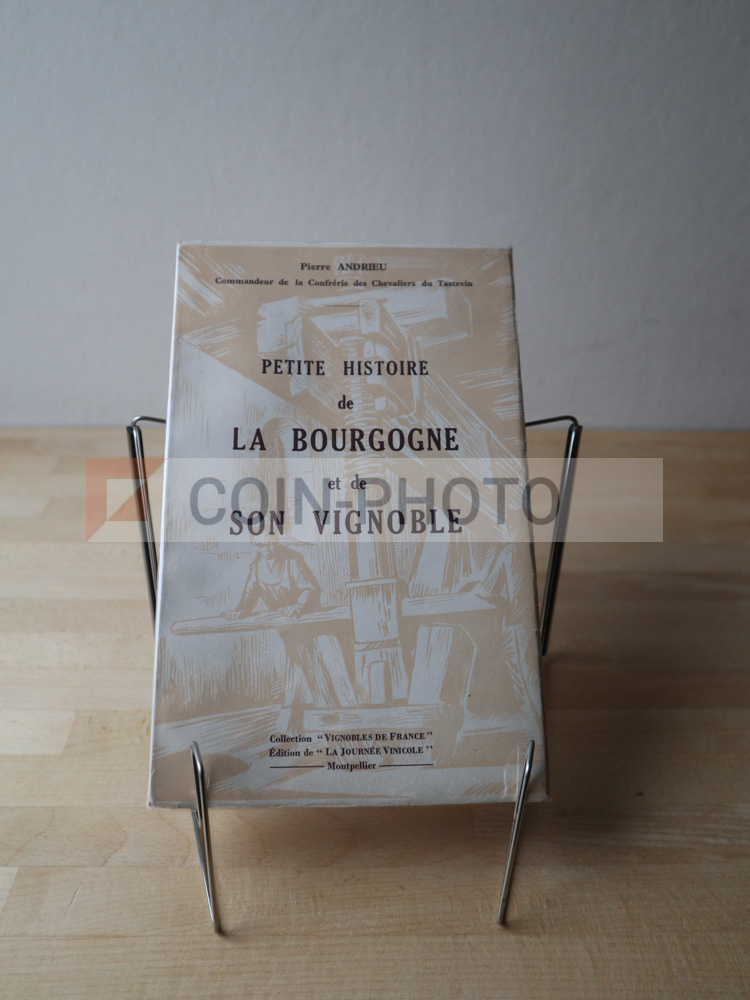 Pierre ANDRIEU
Commandeur de la Confrérie des Chevaliers du Tastevin
PETITE HISTOIRE
de
LA BOURGOGNE
et de
COIN-PHOTO
SON VIGNOBLE
Collection "VIGNOBLES DE FRANCE"
Édition de "LA JOURNÉE VINICOLE"
Montpellier